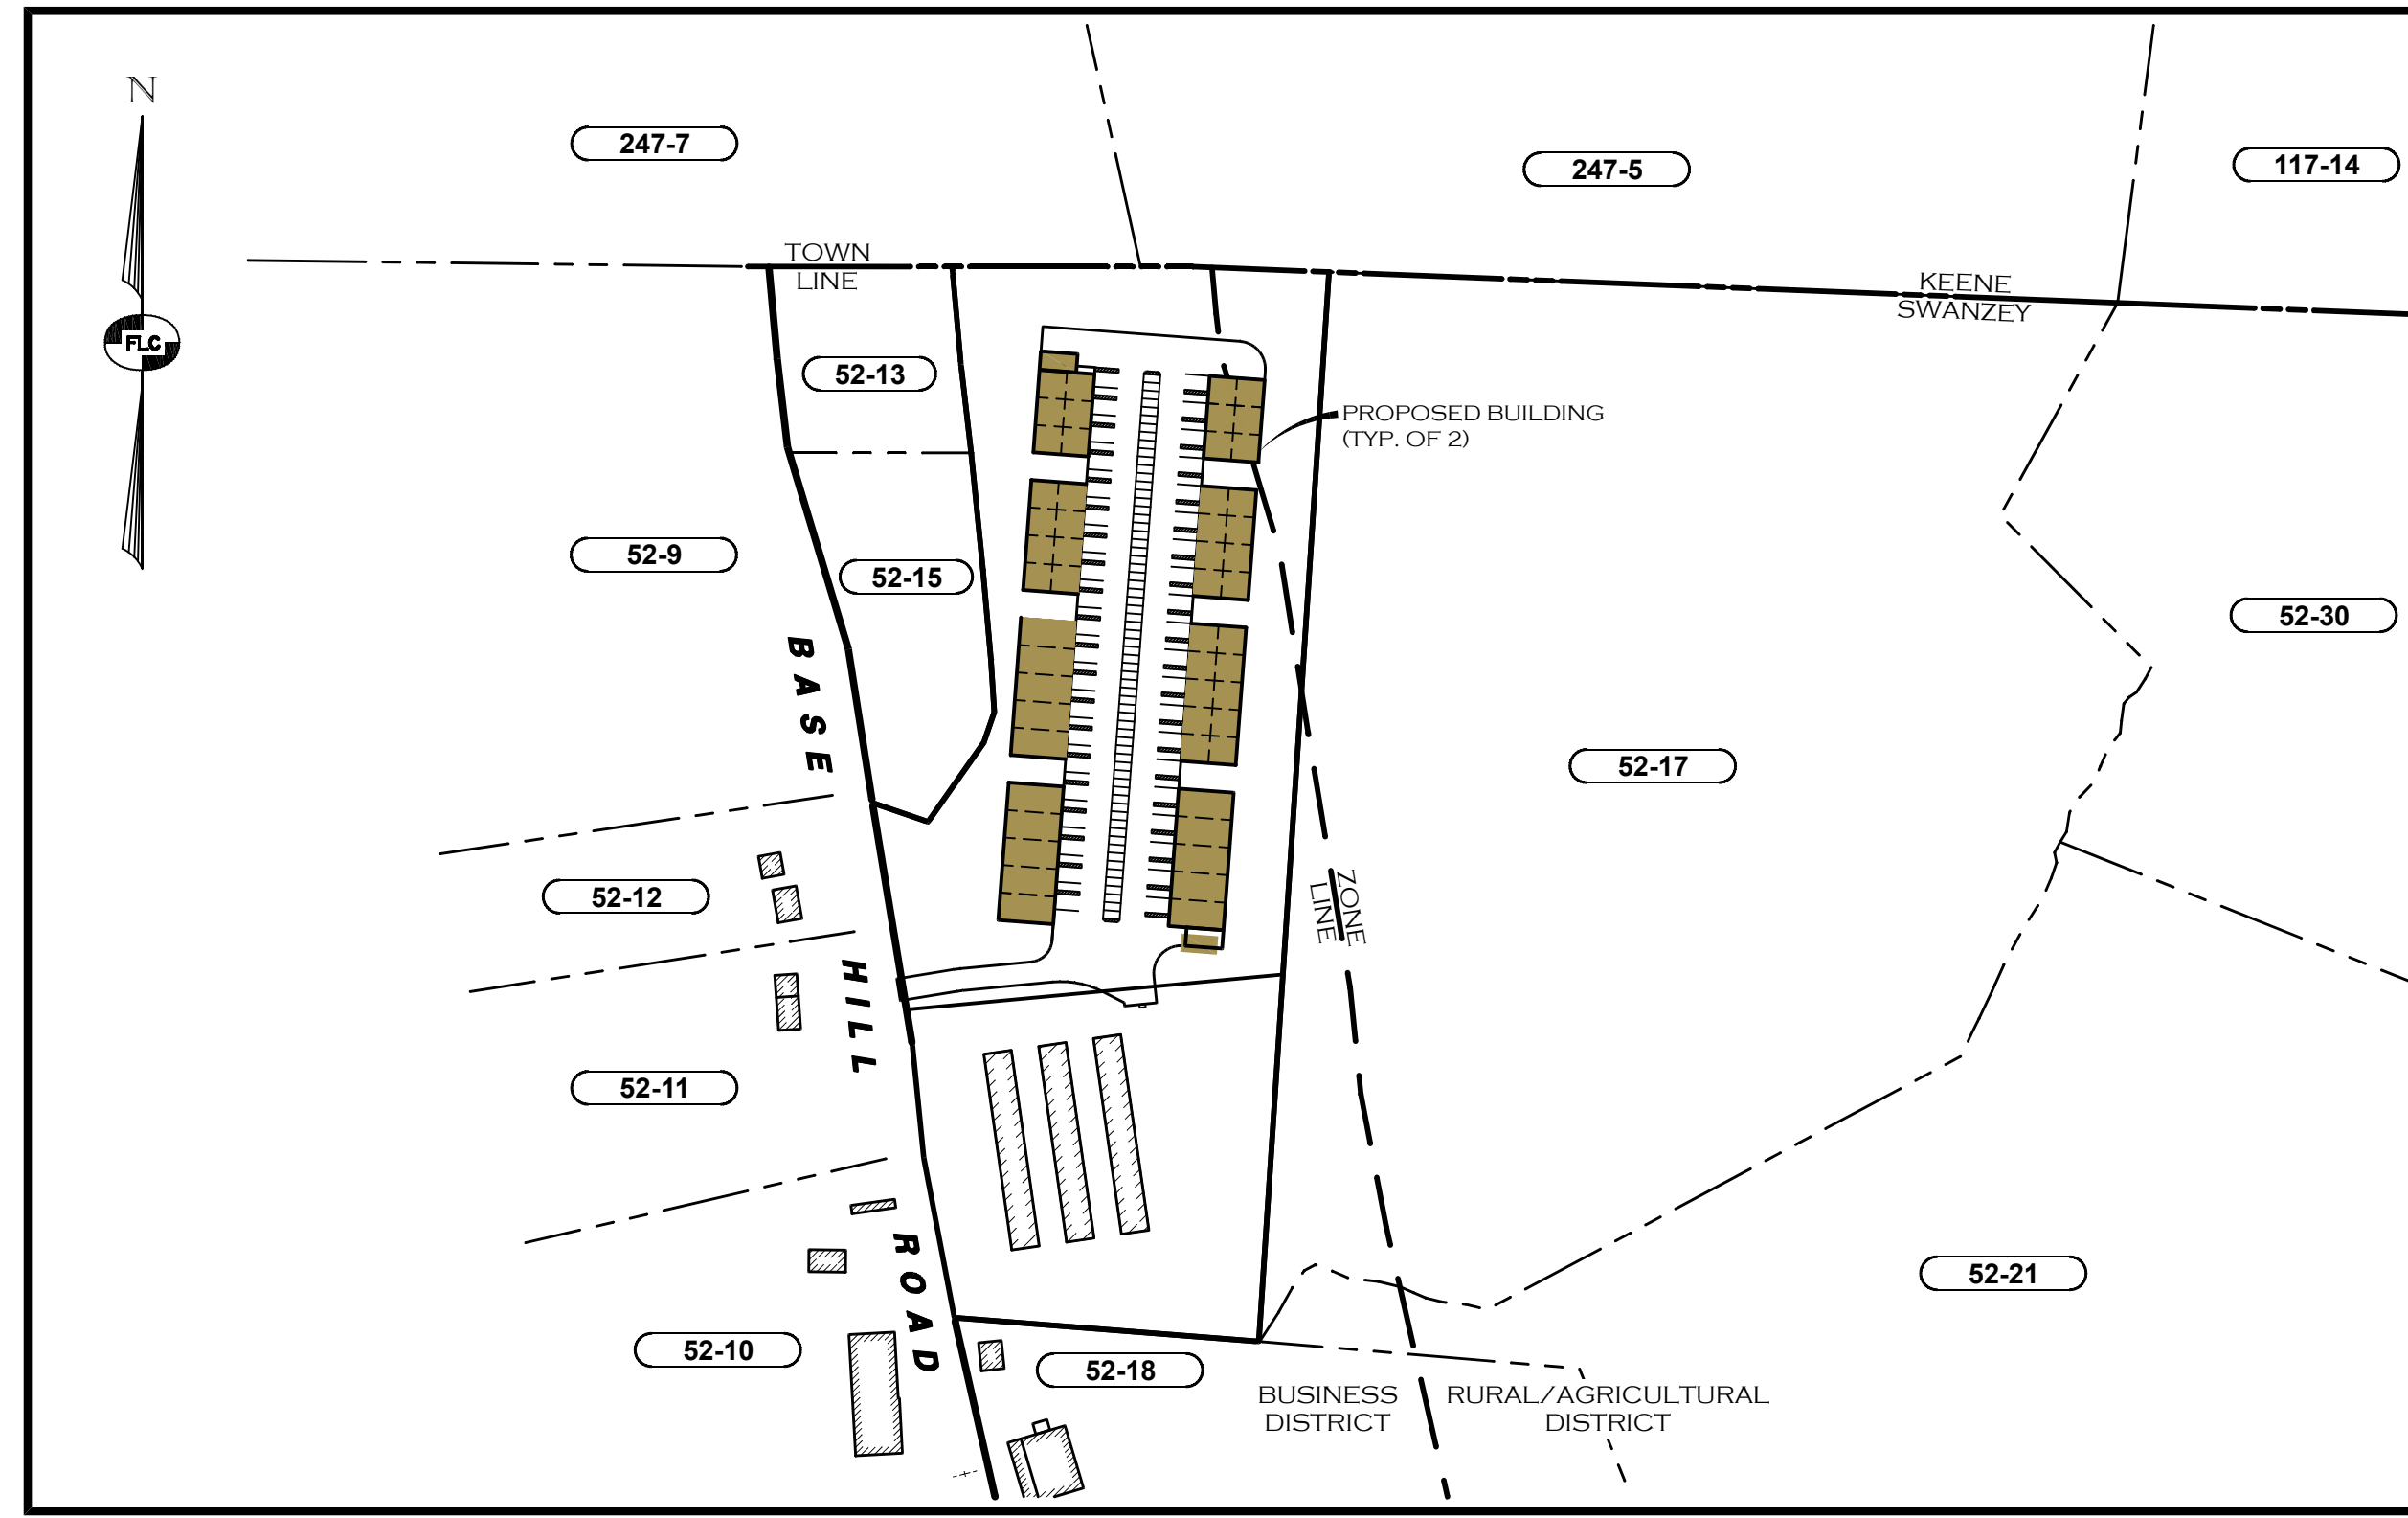 N
247-7
247-5
117-14
TOWN
LINE
KEENE
SWANZEY
FLC
52-13
PROPOSED BUILDING
(TYP. OF 2)
52-9
52-15
52-30
BASE HILL ROAD
52-17
52-12
ZONE
LINE
52-11
52-21
52-10
52-18
BUSINESS
DISTRICT
RURAL/AGRICULTURAL
DISTRICT